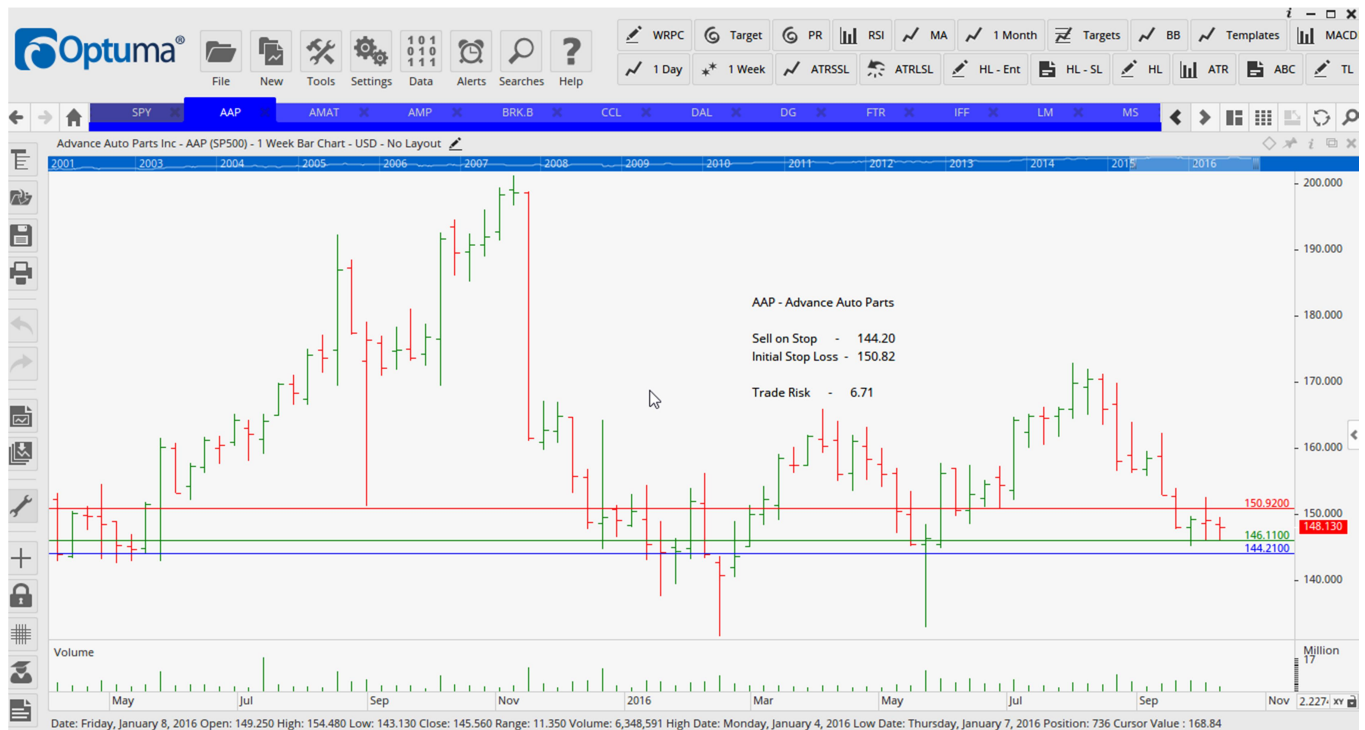 i
Optuma®
File New Tools Settings Data Alerts Searches Help
101
010
111
WRPC Target PR RSI MA 1 Month Targets BB Templates MACD
1 Day 1 Week ATRSSL ATRLSL HL - Ent HL - SL HL ATR ABC TL
SPY AAP AMAT AMP BRK.B CCL DAL DG FTR IFF LM MS
Advance Auto Parts Inc - AAP (SP500) - 1 Week Bar Chart - USD - No Layout
2001 2003 2004 2005 2006 2007 2008 2009 2010 2011 2012 2013 2014 2015 2016
200.000
190.000
AAP - Advance Auto Parts
180.000
Sell on Stop - 144.20
Initial Stop Loss - 150.82
170.000
Trade Risk - 6.71
160.000
150.9200
150.000
148.130
146.1100
144.2100
140.000
Volume
Million
17
May Jul Sep Nov 2016 Mar May Jul Sep Nov 2.227 XY
Date: Friday, January 8, 2016 Open: 149.250 High: 154.480 Low: 143.130 Close: 145.560 Range: 11.350 Volume: 6,348,591 High Date: Monday, January 4, 2016 Low Date: Thursday, January 7, 2016 Position: 736 Cursor Value : 168.84